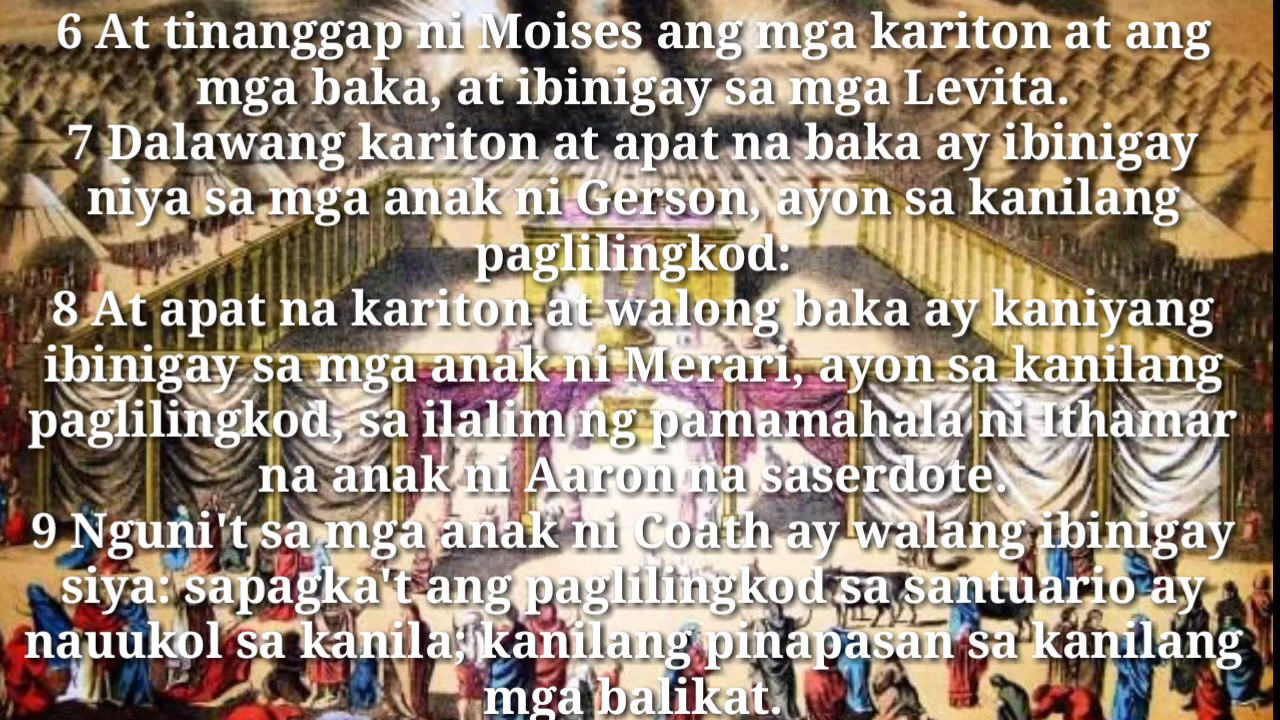 6 At tinanggap ni Moises ang mga kariton at ang
mga baka, at ibinigay sa mga Levita.
7 Dalawang kariton at apat na baka ay ibinigay
niya sa mga anak ni Gerson, ayon sa kanilang
paglilingkod:
8 At apat na kariton at walong baka ay kaniyang
ibinigay sa mga anak ni Merari, ayon sa kanilang
paglilingkod, sa ilalim ng pamamahala ni Ithamar
na anak ni Aaron na saserdote.
9 Nguni't sa mga anak ni Coath ay walang ibinigay
siya: sapagka't ang paglilingkod sa santuario ay
nauukol sa kanila; kanilang pinapasan sa kanilang
mga balikat.